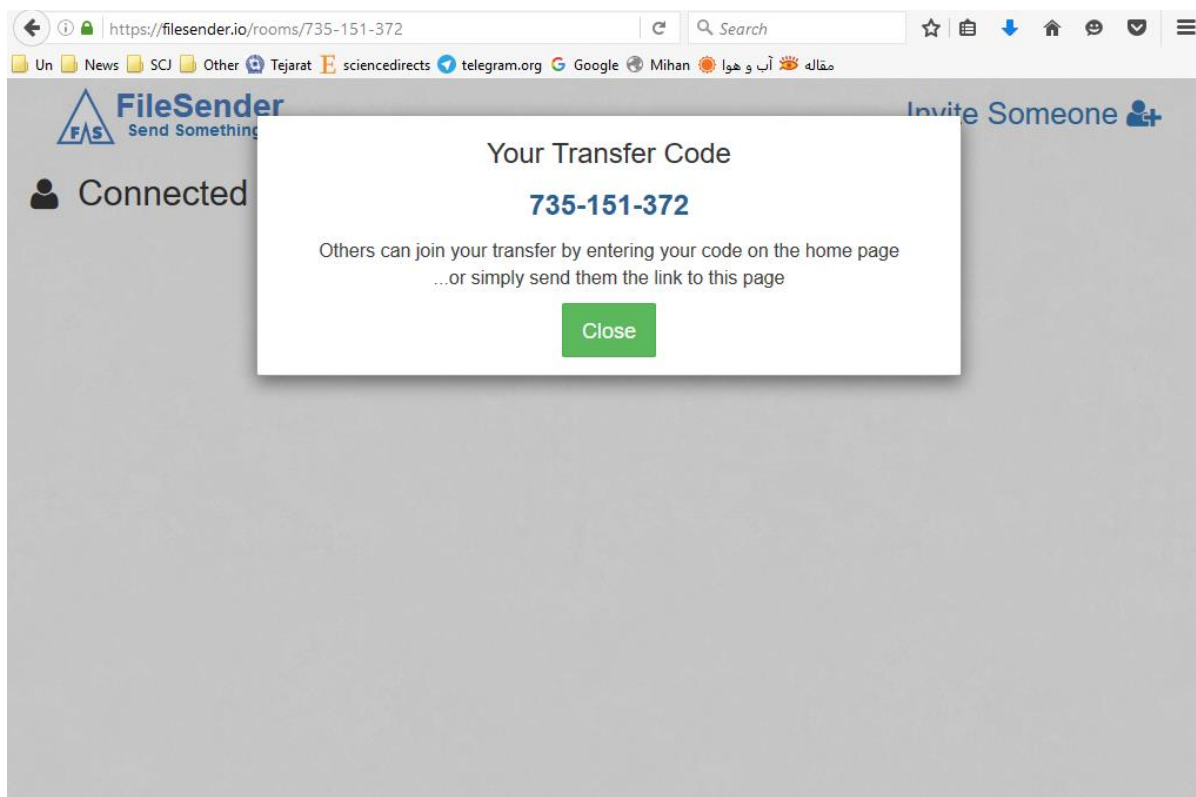 https://filesender.io/rooms/735-151-372 Search
Un News SCJ Other Tejarat sciencedirects telegram.org Google Mihan آب و هوا مقاله
FileSender
Send Something
FAS
Invite Someone
Connected
Your Transfer Code
735-151-372
Others can join your transfer by entering your code on the home page
...or simply send them the link to this page
Close